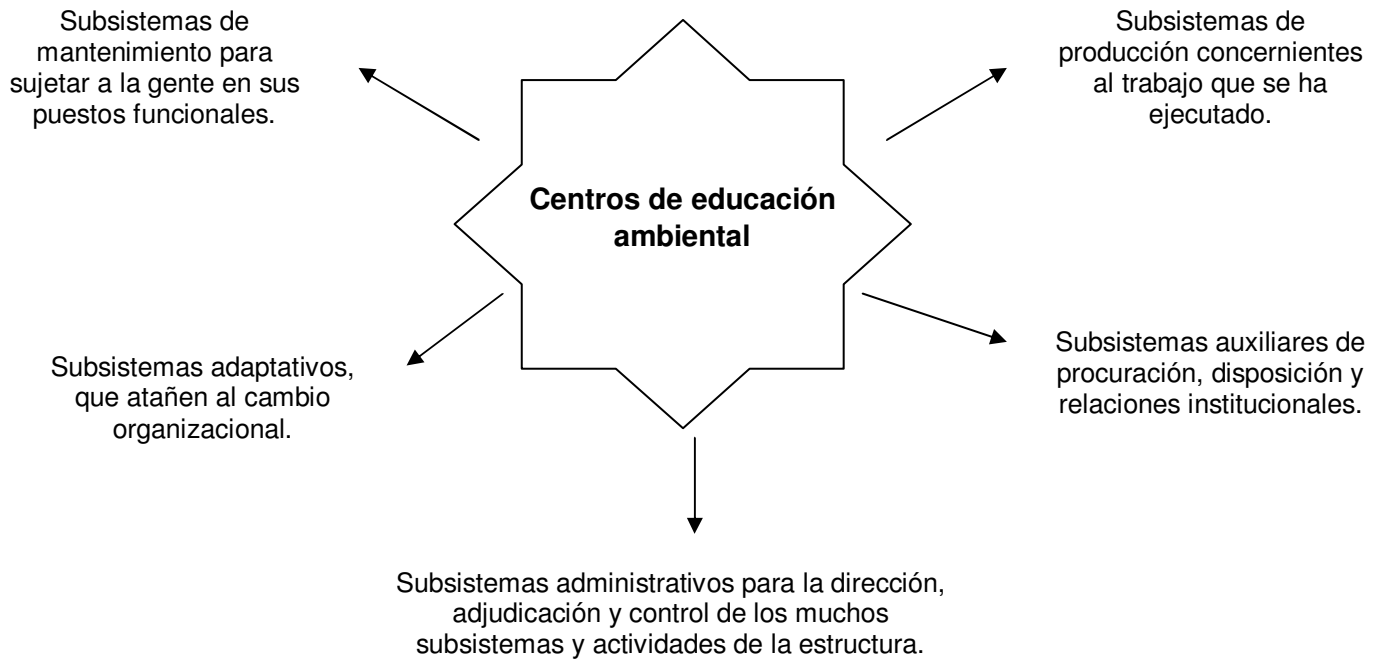 Subsistemas de
mantenimiento para
sujetar a la gente en sus
puestos funcionales.
Subsistemas de
producción concernientes
al trabajo que se ha
ejecutado.
Centros de educación
ambiental
Subsistemas adaptativos,
que atañen al cambio
organizacional.
Subsistemas auxiliares de
procuración, disposición y
relaciones institucionales.
Subsistemas administrativos para la dirección,
adjudicación y control de los muchos
subsistemas y actividades de la estructura.